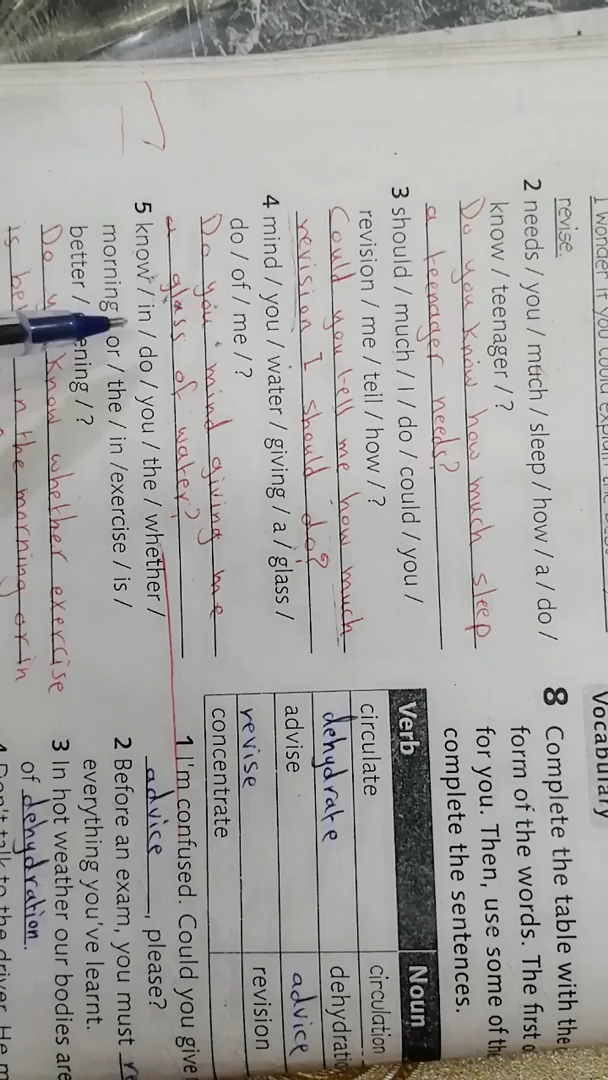 I wonder if you could explain
revise.
2 needs / you / much / sleep / how / a / do /
know / teenager / ?
Do you know how much sleep
a teenager needs?
3 should / much / I / do / could / you /
revision / me / tell / how / ?
Could you tell me how much
revision I should do?
4 mind / you / water / giving / a / glass /
do / of / me / ?
Do you mind giving me
a glass of water?
5 know / in / do / you / the / whether /
morning / or / the / in /exercise / is /
better / ening / ?
Do know whether exercise
is in the morning or in
Vocabulary
8 Complete the table with the
form of the words. The first
for you. Then, use some of
complete the sentences.
Verb Noun
circulate circulation
dehydrate dehydratio
advise advice
revise revision
concentrate
1 I'm confused. Could you give
advice, please?
2 Before an exam, you must
everything you've learnt.
3 In hot weather our bodies are
of dehydration.
4 Don't talk to the driver. He